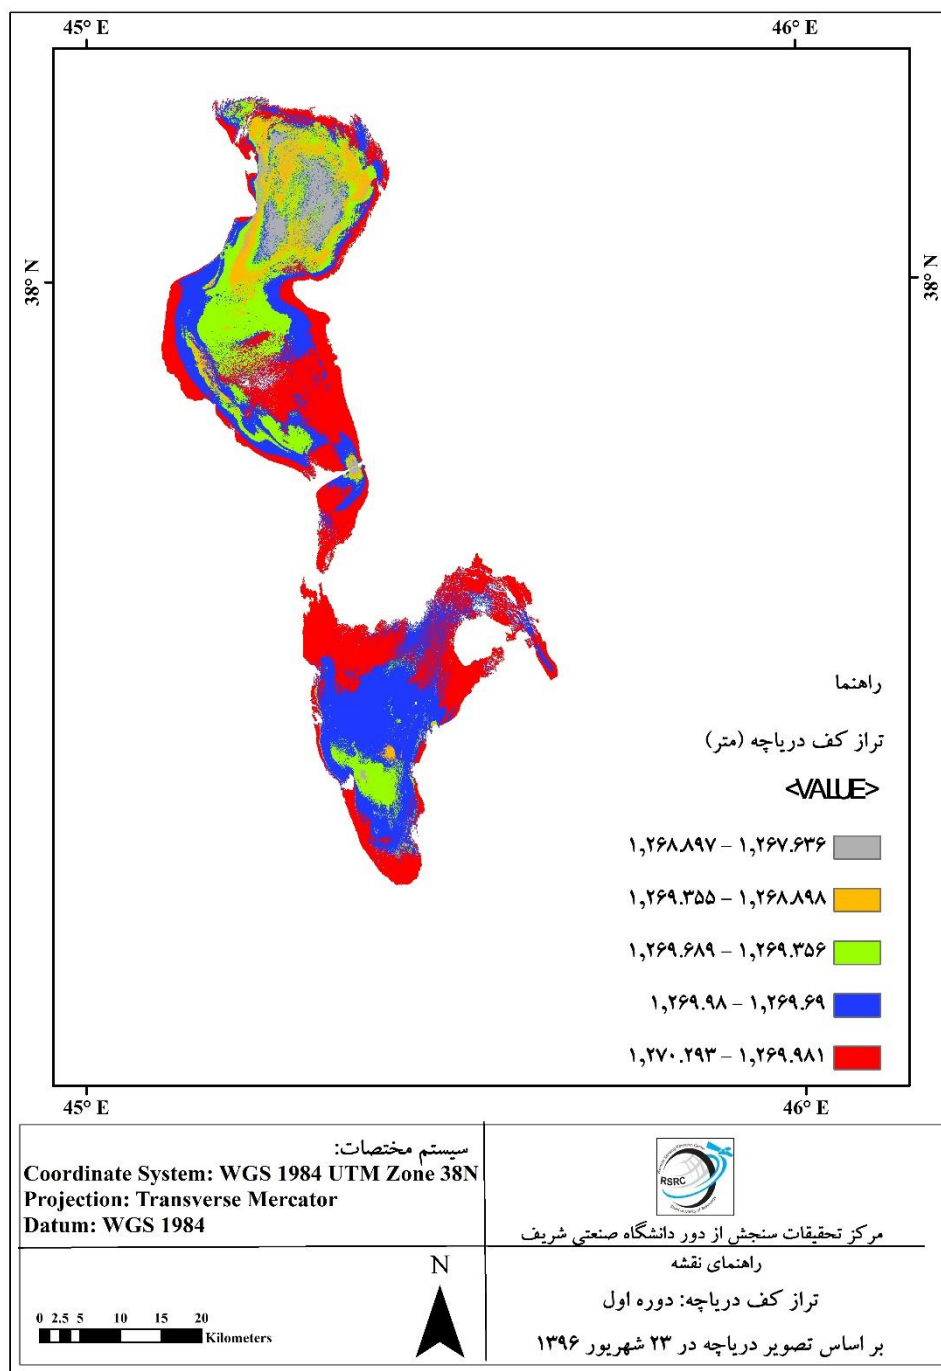 45° E
46° E
38° N
38° N
راهنما
تراز کف دریاچه (متر)
<VALUE>
۱,۲۶۸.۸۹۷ – ۱,۲۶۷.۶۳۶
۱,۲۶۹.۳۵۵ – ۱,۲۶۸.۸۹۸
۱,۲۶۹.۶۸۹ – ۱,۲۶۹.۳۵۶
۱,۲۶۹.۹۸ – ۱,۲۶۹.۶۹
۱,۲۷۰.۲۹۳ – ۱,۲۶۹.۹۸۱
45° E
46° E
سیستم مختصات:
Coordinate System: WGS 1984 UTM Zone 38N
Projection: Transverse Mercator
Datum: WGS 1984
N
0 2.5 5 10 15 20
Kilometers
RSRC
مرکز تحقیقات سنجش از دور دانشگاه صنعتی شریف
راهنمای نقشه
تراز کف دریاچه: دوره اول
بر اساس تصویر دریاچه در ۲۳ شهریور ۱۳۹۶